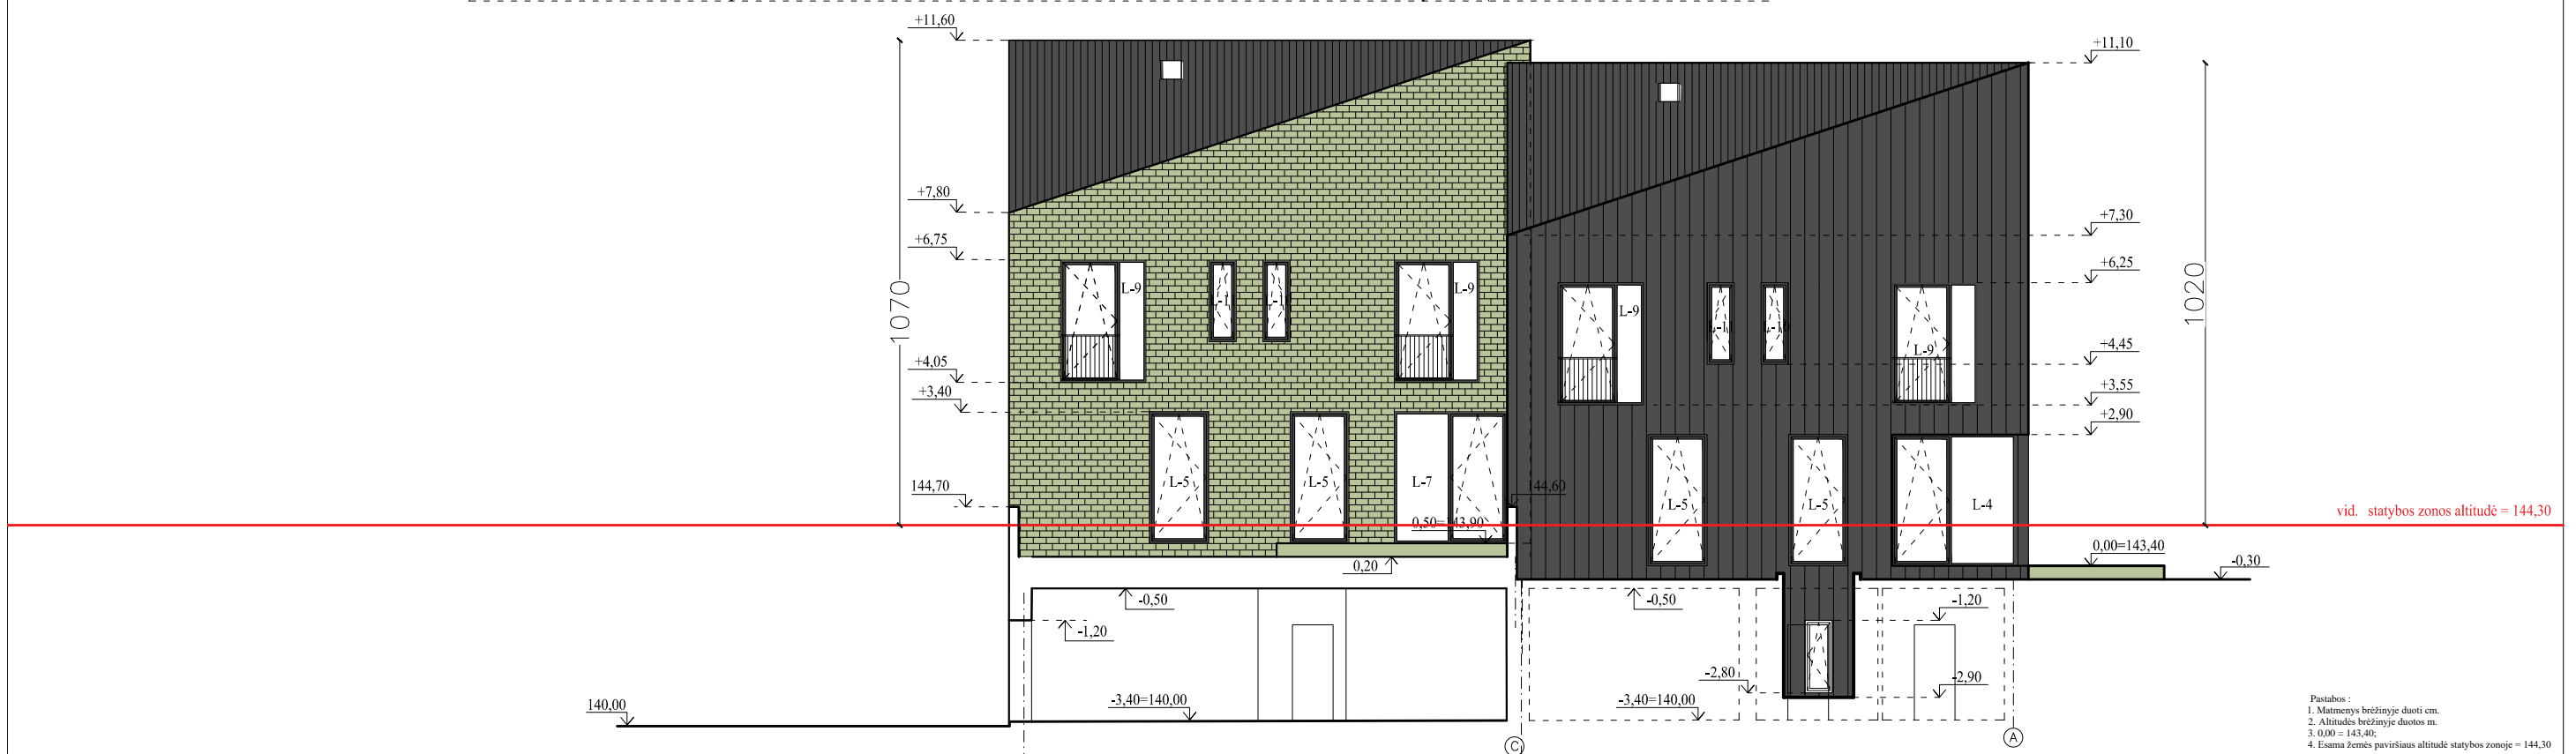 +11,60
+11,10
+7,80
+7,30
+6,75
+6,25
1070
1020
L-9
L-9
L-9
L-9
+4,05
+4,45
+3,40
+3,55
+2,90
144,70
L-5
L-5
L-7
144,60
L-5
L-5
L-4
vid. statybos zonos altitudė = 144,30
0,50=143,90
0,00=143,40
0,20
-0,30
-0,50
-0,50
-1,20
-1,20
-2,80
-2,90
140,00
-3,40=140,00
-3,40=140,00
C
A
Pastabos :
1. Matmenys brėžinyje duoti cm.
2. Altitudės brėžinyje duotos m.
3. 0,00 = 143,40;
4. Esama žemės paviršiaus altitudė statybos zonoje = 144,30